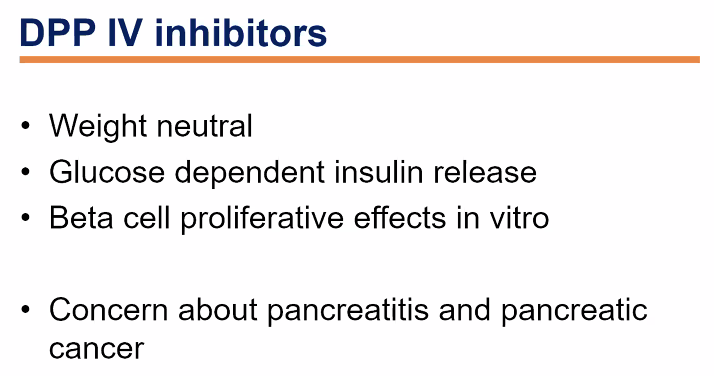 DPP IV inhibitors
• Weight neutral
• Glucose dependent insulin release
• Beta cell proliferative effects in vitro
• Concern about pancreatitis and pancreatic
cancer